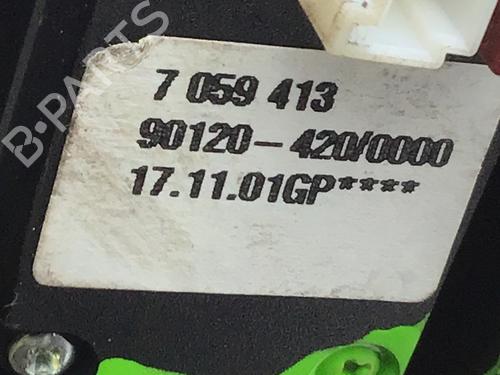 B-PARTS
7 059 413
90120-420/0000
17.11.01GP****